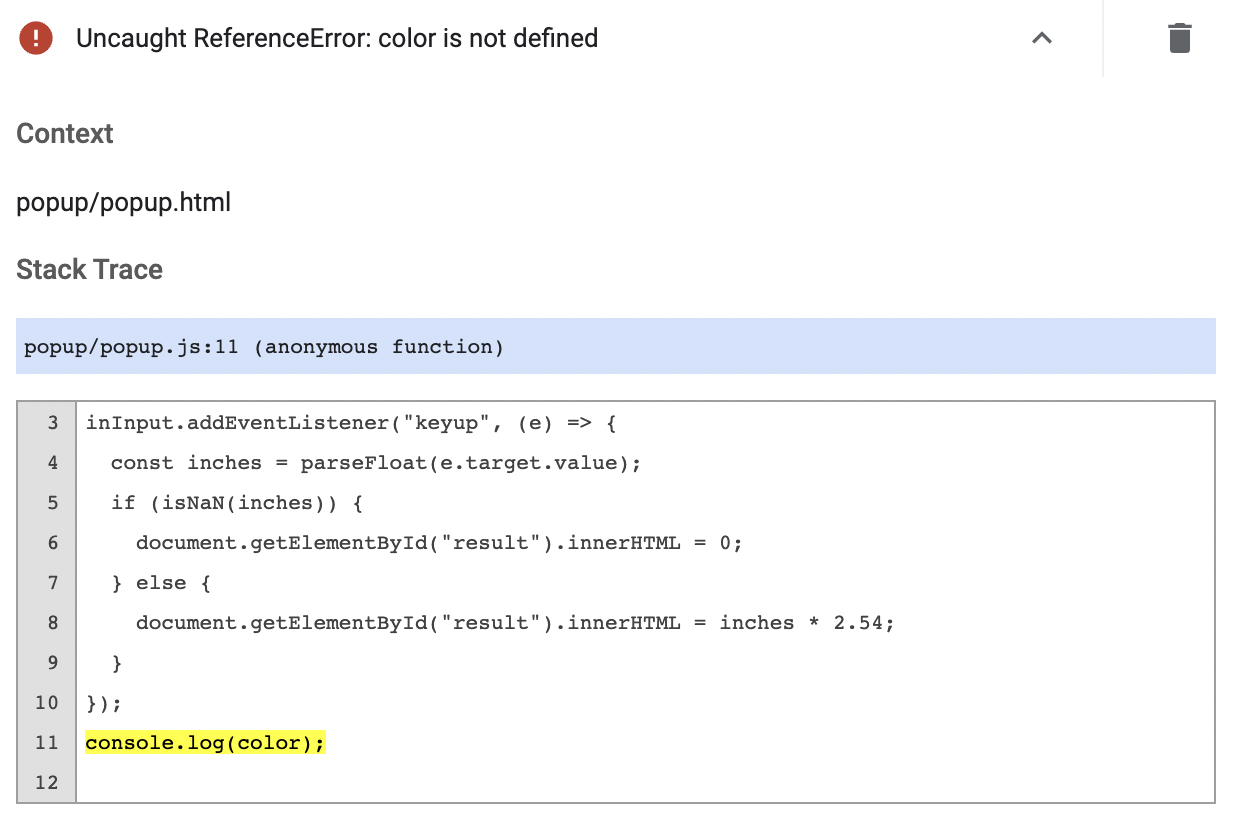 Uncaught ReferenceError: color is not defined
Context
popup/popup.html
Stack Trace
popup/popup.js:11 (anonymous function)
3 inInput.addEventListener("keyup", (e) => {
4   const inches = parseFloat(e.target.value);
5   if (isNaN(inches)) {
6     document.getElementById("result").innerHTML = 0;
7   } else {
8     document.getElementById("result").innerHTML = inches * 2.54;
9   }
10 });
11 console.log(color);
12